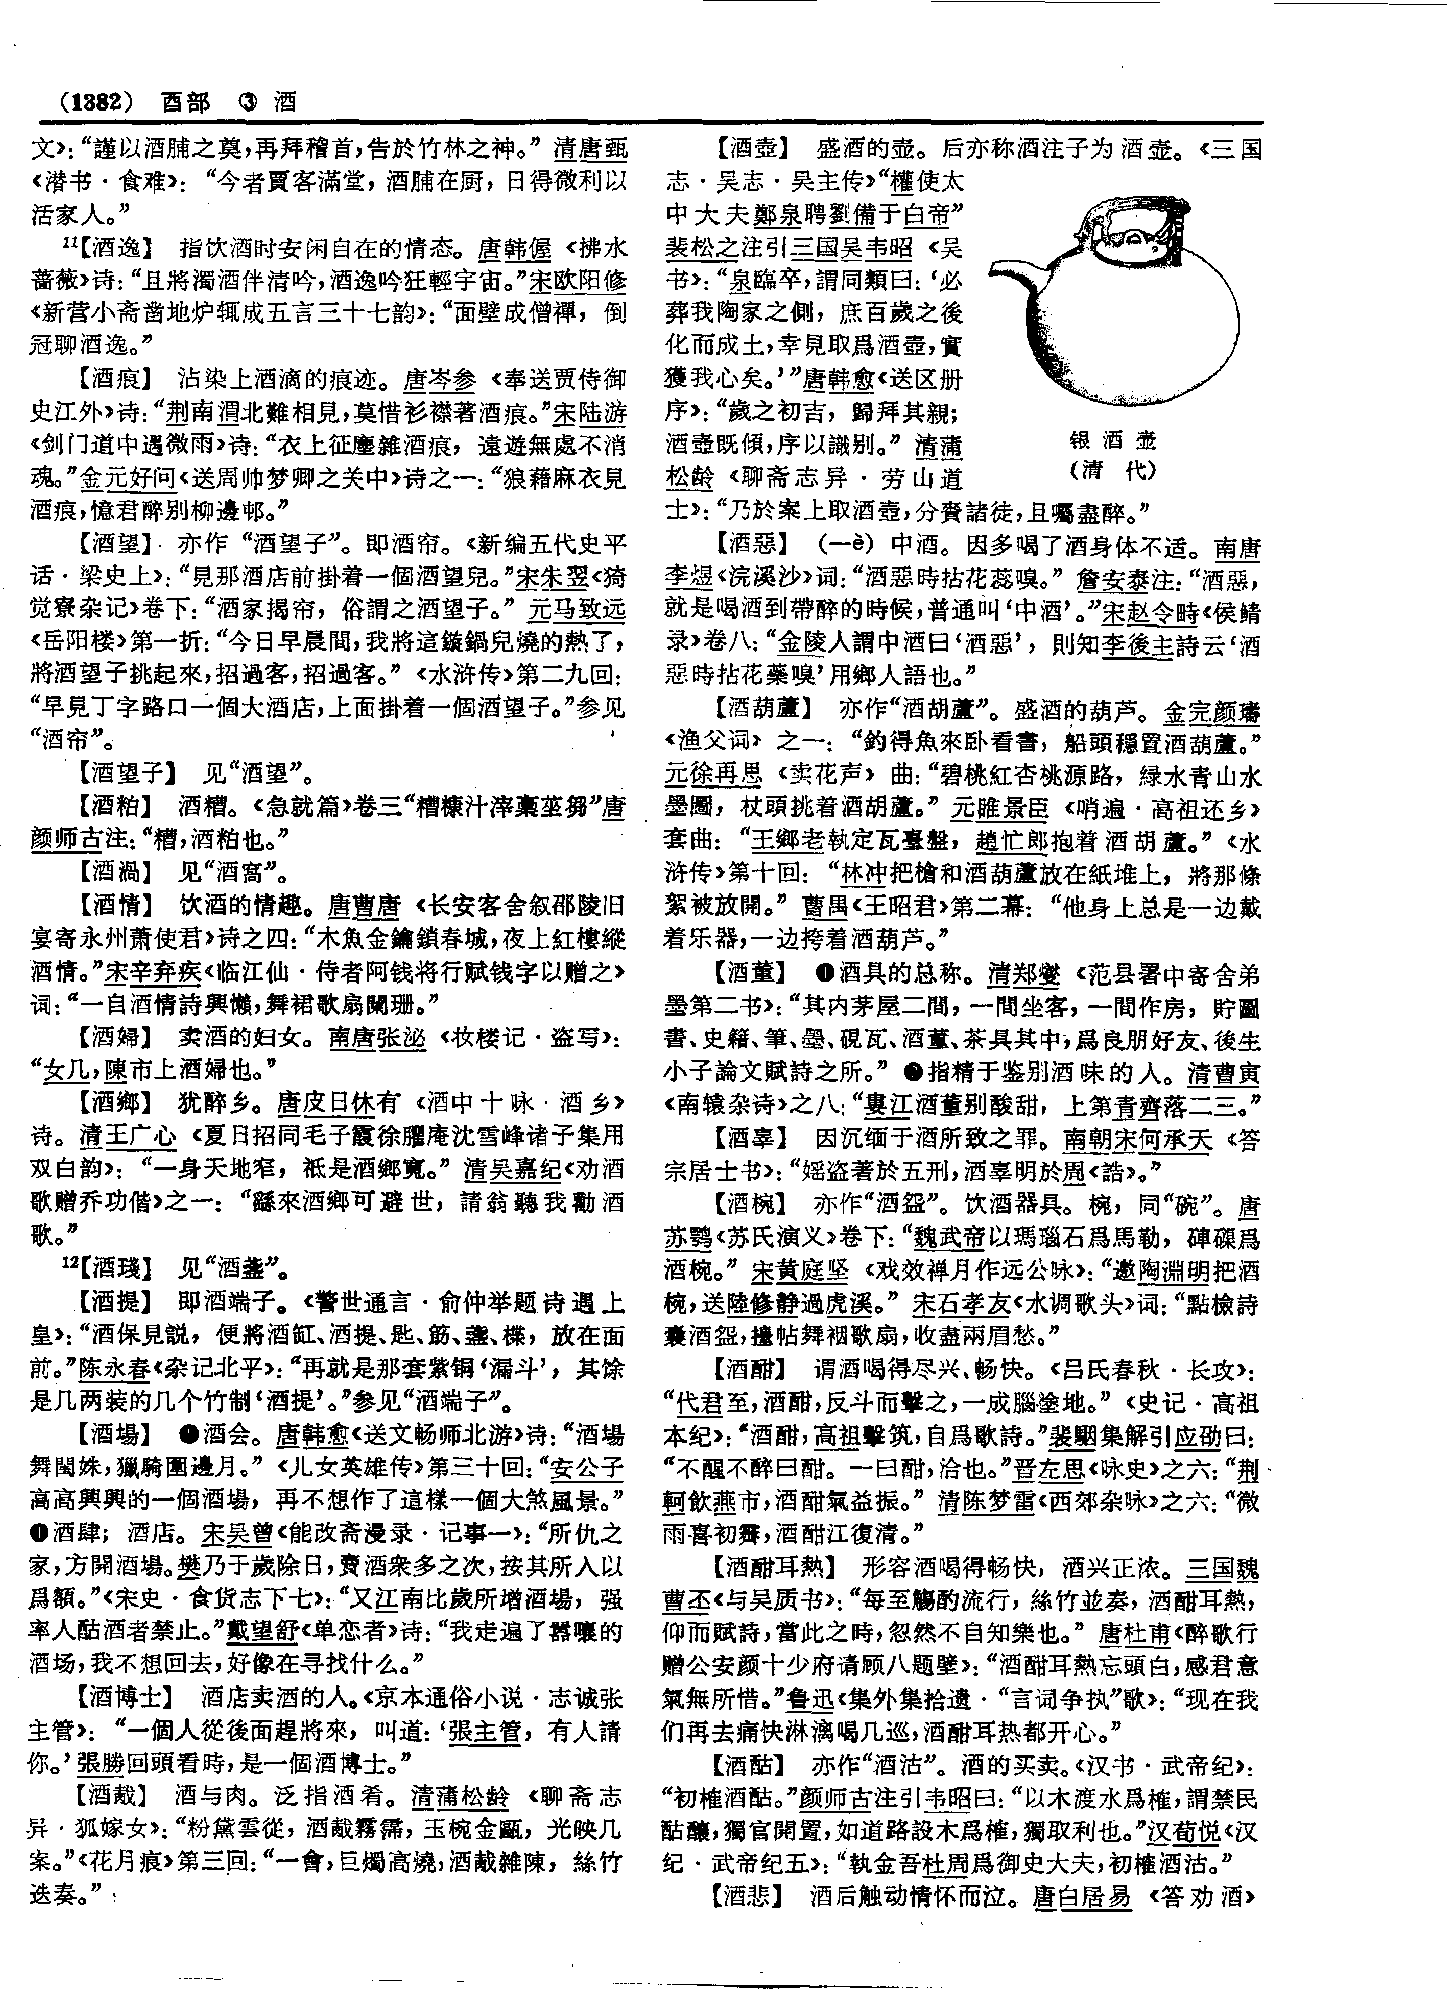 （1382） 酉部 ③ 酒
文》：“謹以酒脯之奠，再拜稽首，告於竹林之神。” 清唐甄
《潜书·食难》：“今者賈客滿堂，酒脯在厨，日得微利以
活家人。”
11【酒逸】 指饮酒时安闲自在的情态。唐韩偓《拂水
蔷薇》诗：“且將濁酒伴清吟，酒逸吟狂輕宇宙。”宋欧阳修
《新营小斋凿地炉辄成五言三十七韵》：“面壁成僧禪，倒
冠聊酒逸。”
【酒痕】 沾染上酒滴的痕迹。唐岑参《奉送贾侍御
史江外》诗：“荆南渭北難相見，莫惜衫襟著酒痕。”宋陆游
《剑门道中遇微雨》诗：“衣上征塵雜酒痕，遠遊無處不消
魂。”金元好问《送周帅梦卿之关中》诗之一：“狼藉麻衣見
酒痕，憶君醉别柳邊邨。”
【酒望】 亦作“酒望子”。即酒帘。《新编五代史平
话·梁史上》：“見那酒店前掛着一個酒望兒。”宋朱翌《猗
觉寮杂记》卷下：“酒家揭帘，俗謂之酒望子。” 元马致远
《岳阳楼》第一折：“今日早晨間，我將這鏇鍋兒燒的熱了，
將酒望子挑起來，招過客，招過客。”《水浒传》第二九回：
“早見丁字路口一個大酒店，上面掛着一個酒望子。”参见
“酒帘”。
【酒望子】 见“酒望”。
【酒粕】 酒糟。《急就篇》卷三“糟糠汁滓藁莝芻”唐
颜师古注：“糟，酒粕也。”
【酒渦】 见“酒窩”。
【酒情】 饮酒的情趣。唐曹唐《长安客舍叙邵陵旧
宴寄永州萧使君》诗之四：“木魚金鑰鎖春城，夜上紅樓縱
酒情。”宋辛弃疾《临江仙·侍者阿钱将行赋钱字以赠之》
词：“一自酒情詩興懶，舞裙歌扇闌珊。”
【酒婦】 卖酒的妇女。南唐张泌《妆楼记·盗写》：
“女几，陳市上酒婦也。”
【酒鄉】 犹醉乡。唐皮日休有《酒中十咏·酒乡》
诗。清王广心《夏日招同毛子霞徐臞庵沈雪峰诸子集用
双白韵》：“一身天地窄，祗是酒鄉寬。” 清吴嘉纪《劝酒
歌赠乔功偕》之一：“繇來酒鄉可避世，請翁聽我勸酒
歌。”
12【酒琖】 见“酒盞”。
【酒提】 即酒端子。《警世通言·俞仲举题诗遇上
皇》：“酒保見説，便將酒缸、酒提、匙、筯、盞、楪，放在面
前。”陈永春《杂记北平》：“再就是那套紫铜‘漏斗’，其馀
是几两装的几个竹制‘酒提’。”参见“酒端子”。
【酒場】 ❶酒会。唐韩愈《送文畅师北游》诗：“酒場
舞閨姝，獵騎圍邊月。”《儿女英雄传》第三十回：“安公子
高高興興的一個酒場，再不想作了這樣一個大煞風景。”
❶酒肆；酒店。宋吴曾《能改斋漫录·记事一》：“所仇之
家，方開酒場。樊乃于歲除日，賣酒衆多之次，按其所入以
爲額。”《宋史·食货志下七》：“又江南比歲所增酒場，强
率人酤酒者禁止。”戴望舒《单恋者》诗：“我走遍了嚣嚷的
酒场，我不想回去，好像在寻找什么。”
【酒博士】 酒店卖酒的人。《京本通俗小说·志诚张
主管》：“一個人從後面趕將來，叫道：‘張主管，有人請
你。’張勝回頭看時，是一個酒博士。”
【酒胾】 酒与肉。泛指酒肴。清蒲松龄《聊斋志
异·狐嫁女》：“粉黛雲從，酒胾霧霈，玉椀金甌，光映几
案。”《花月痕》第三回：“一會，巨燭高燒，酒胾雜陳，絲竹
迭奏。”
【酒壺】 盛酒的壶。后亦称酒注子为酒壶。《三国
志·吴志·吴主传》“權使太
中大夫鄭泉聘劉備于白帝”
裴松之注引三国吴韦昭《吴
书》：“泉臨卒，謂同類曰：‘必
葬我陶家之側，庶百歲之後
化而成土，幸見取爲酒壺，實
獲我心矣。’”唐韩愈《送区册
序》：“歲之初吉，歸拜其親；
酒壺既傾，序以識别。” 清蒲
松龄《聊斋志异·劳山道
士》：“乃於案上取酒壺，分賚諸徒，且囑盡醉。”
银酒壶
（清 代）
【酒惡】 （—è）中酒。因多喝了酒身体不适。南唐
李煜《浣溪沙》词：“酒惡時拈花蕊嗅。” 詹安泰注：“酒惡，
就是喝酒到帶醉的時候，普通叫‘中酒’。”宋赵令畤《侯鲭
录》卷八：“金陵人謂中酒曰‘酒惡’，則知李後主詩云‘酒
惡時拈花蘂嗅’用鄉人語也。”
【酒葫蘆】 亦作“酒胡蘆”。盛酒的葫芦。金完颜璹
《渔父词》之一：“釣得魚來卧看書，船頭穩置酒葫蘆。”
元徐再思《卖花声》曲：“碧桃紅杏桃源路，緑水青山水
墨圖，杖頭挑着酒胡蘆。” 元睢景臣《哨遍·高祖还乡》
套曲：“王鄉老執定瓦臺盤，趙忙郎抱着酒胡蘆。”《水
浒传》第十回：“林冲把槍和酒葫蘆放在紙堆上，將那條
絮被放開。” 曹禺《王昭君》第二幕：“他身上总是一边戴
着乐器，一边挎着酒葫芦。”
【酒董】 ❶酒具的总称。清郑燮《范县署中寄舍弟
墨第二书》：“其内茅屋二間，一間坐客，一間作房，貯圖
書、史籍、筆、墨、硯瓦、酒董、茶具其中，爲良朋好友、後生
小子論文賦詩之所。” ❷指精于鉴别酒味的人。清曹寅
《南辕杂诗》之八：“婁江酒董别酸甜，上第青齊落二三。”
【酒辜】 因沉缅于酒所致之罪。南朝宋何承天《答
宗居士书》：“婬盗著於五刑，酒辜明於周《誥》。”
【酒椀】 亦作“酒盌”。饮酒器具。椀，同“碗”。唐
苏鹗《苏氏演义》卷下：“魏武帝以瑪瑙石爲馬勒，硨磲爲
酒椀。” 宋黄庭坚《戏效禅月作远公咏》：“邀陶淵明把酒
椀，送陸修静過虎溪。” 宋石孝友《水调歌头》词：“點檢詩
囊酒盌，擡帖舞裀歌扇，收盡兩眉愁。”
【酒酣】 谓酒喝得尽兴、畅快。《吕氏春秋·长攻》：
“代君至，酒酣，反斗而擊之，一成腦塗地。”《史记·高祖
本纪》：“酒酣，高祖擊筑，自爲歌詩。”裴駰集解引应劭曰：
“不醒不醉曰酣。一曰酣，洽也。”晋左思《咏史》之六：“荆
軻飲燕市，酒酣氣益振。” 清陈梦雷《西郊杂咏》之六：“微
雨喜初霽，酒酣江復清。”
【酒酣耳熱】 形容酒喝得畅快，酒兴正浓。三国魏
曹丕《与吴质书》：“每至觴酌流行，絲竹並奏，酒酣耳熱，
仰而賦詩，當此之時，忽然不自知樂也。” 唐杜甫《醉歌行
赠公安颜十少府请顾八题壁》：“酒酣耳熱忘頭白，感君意
氣無所惜。”鲁迅《集外集拾遗·“言词争执”歌》：“现在我
们再去痛快淋漓喝几巡，酒酣耳热都开心。”
【酒酤】 亦作“酒沽”。酒的买卖。《汉书·武帝纪》：
“初榷酒酤。”颜师古注引韦昭曰：“以木渡水爲榷，謂禁民
酤釀，獨官開置，如道路設木爲榷，獨取利也。”汉荀悦《汉
纪·武帝纪五》：“執金吾杜周爲御史大夫，初榷酒沽。”
【酒悲】 酒后触动情怀而泣。唐白居易《答劝酒》